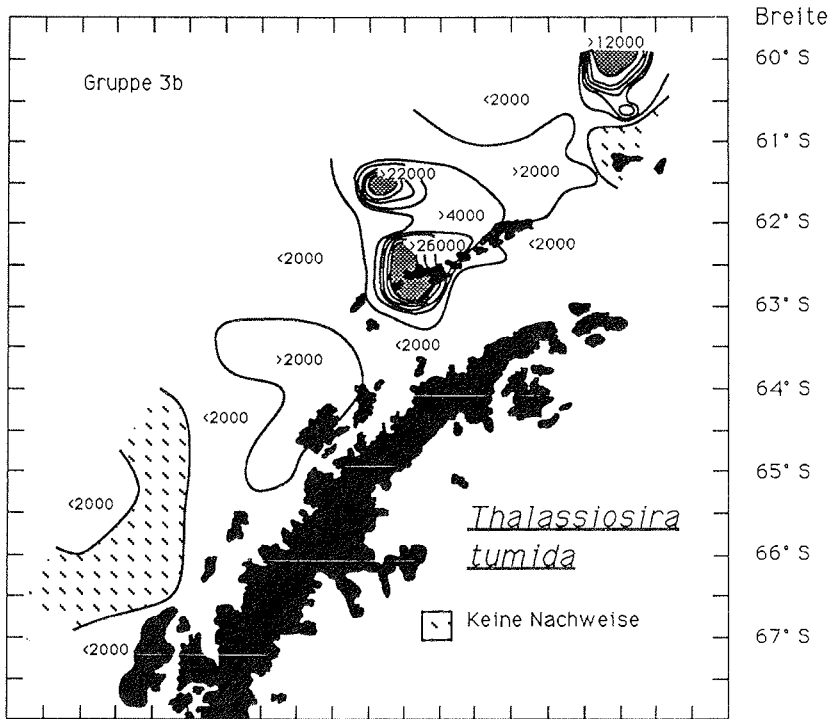 Breite
>12000
60° S
Gruppe 3b
<2000
61° S
>22000
>2000
>4000
62° S
<2000
>26000
<2000
63° S
<2000
>2000
64° S
<2000
65° S
<2000
Thalassiosira
tumida
66° S
Keine Nachweise
67° S
<2000